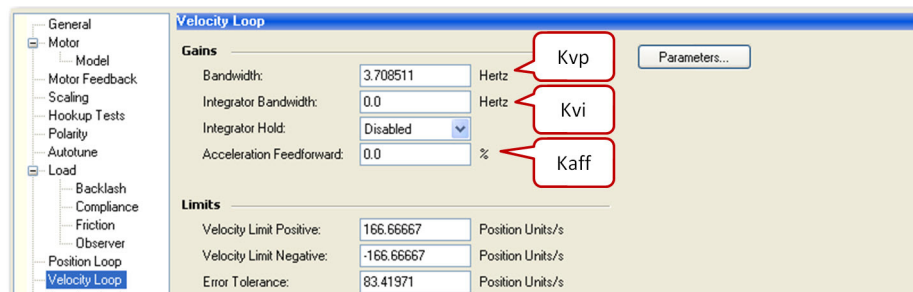 General
Motor
Model
Motor Feedback
Scaling
Hookup Tests
Polarity
Autotune
Load
Backlash
Compliance
Friction
Observer
Position Loop
Velocity Loop
Velocity Loop
Gains
Bandwidth: 3.708511 Hertz Kvp
Parameters...
Integrator Bandwidth: 0.0 Hertz Kvi
Integrator Hold: Disabled
Acceleration Feedforward: 0.0 % Kaff
Limits
Velocity Limit Positive: 166.66667 Position Units/s
Velocity Limit Negative: -166.66667 Position Units/s
Error Tolerance: 83.41971 Position Units/s